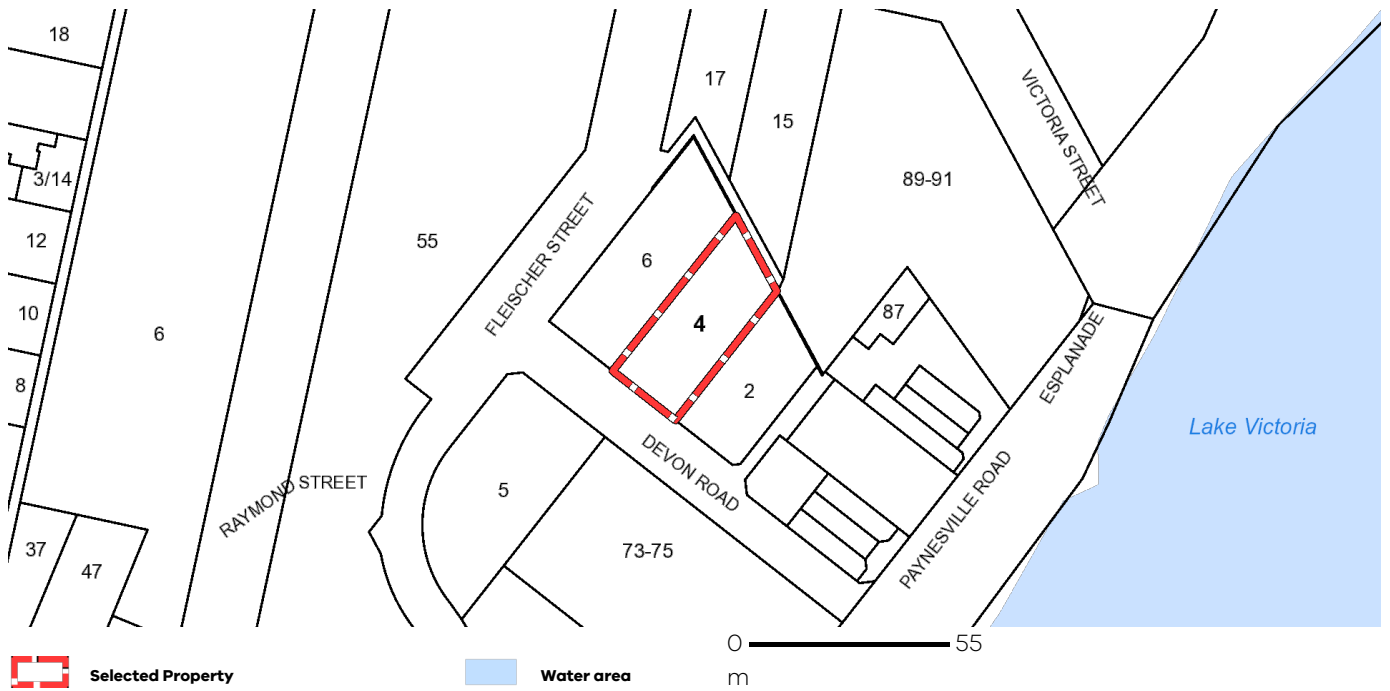 18
17
15
VICTORIA STREET
3/14
89-91
12
55
FLEISCHER STREET
6
10
6
4
87
8
2
ESPLANADE
Lake Victoria
DEVON ROAD
RAYMOND STREET
5
PAYNESVILLE ROAD
37
47
73-75
0 55
m
Selected Property
Water area